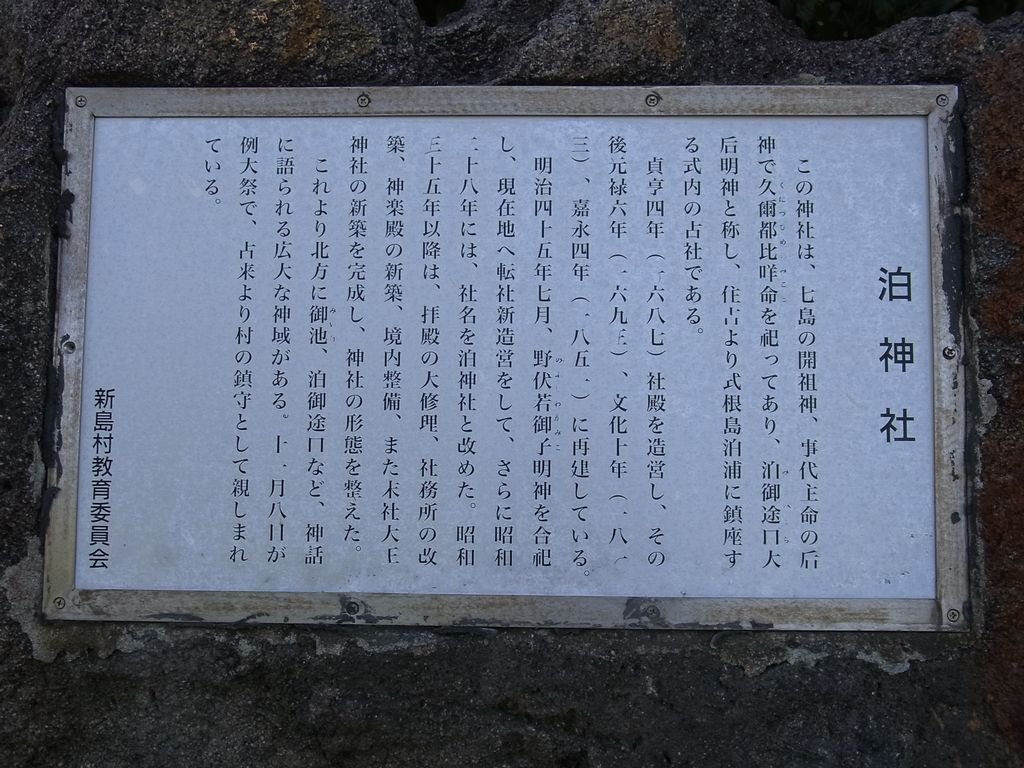 泊神社
この神社は、七島の開祖神、事代主命の后
神で久爾都比咩命を祀ってあり、泊御途口大
后明神と称し、往古より式根島泊浦に鎮座す
る式内の古社である。
貞享四年（一六八七）社殿を造営し、その
後元禄六年（一六九三）、文化十年（一八一
三）、嘉永四年（一八五一）に再建している。
明治四十五年七月、野伏若御子明神を合祀
し、現在地へ転社新造営をして、さらに昭和
二十八年には、社名を泊神社と改めた。昭和
三十五年以降は、拝殿の大修理、社務所の改
築、神楽殿の新築、境内整備、また末社大王
神社の新築を完成し、神社の形態を整えた。
これより北方に御池、泊御途口など、神話
に語られる広大な神域がある。十一月八日が
例大祭で、古来より村の鎮守として親しまれ
ている。
新島村教育委員会